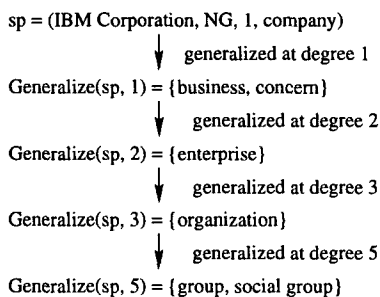 sp = (IBM Corporation, NG, 1, company)
generalized at degree 1
Generalize(sp, 1) = {business, concern}
generalized at degree 2
Generalize(sp, 2) = {enterprise}
generalized at degree 3
Generalize(sp, 3) = {organization}
generalized at degree 5
Generalize(sp, 5) = {group, social group}